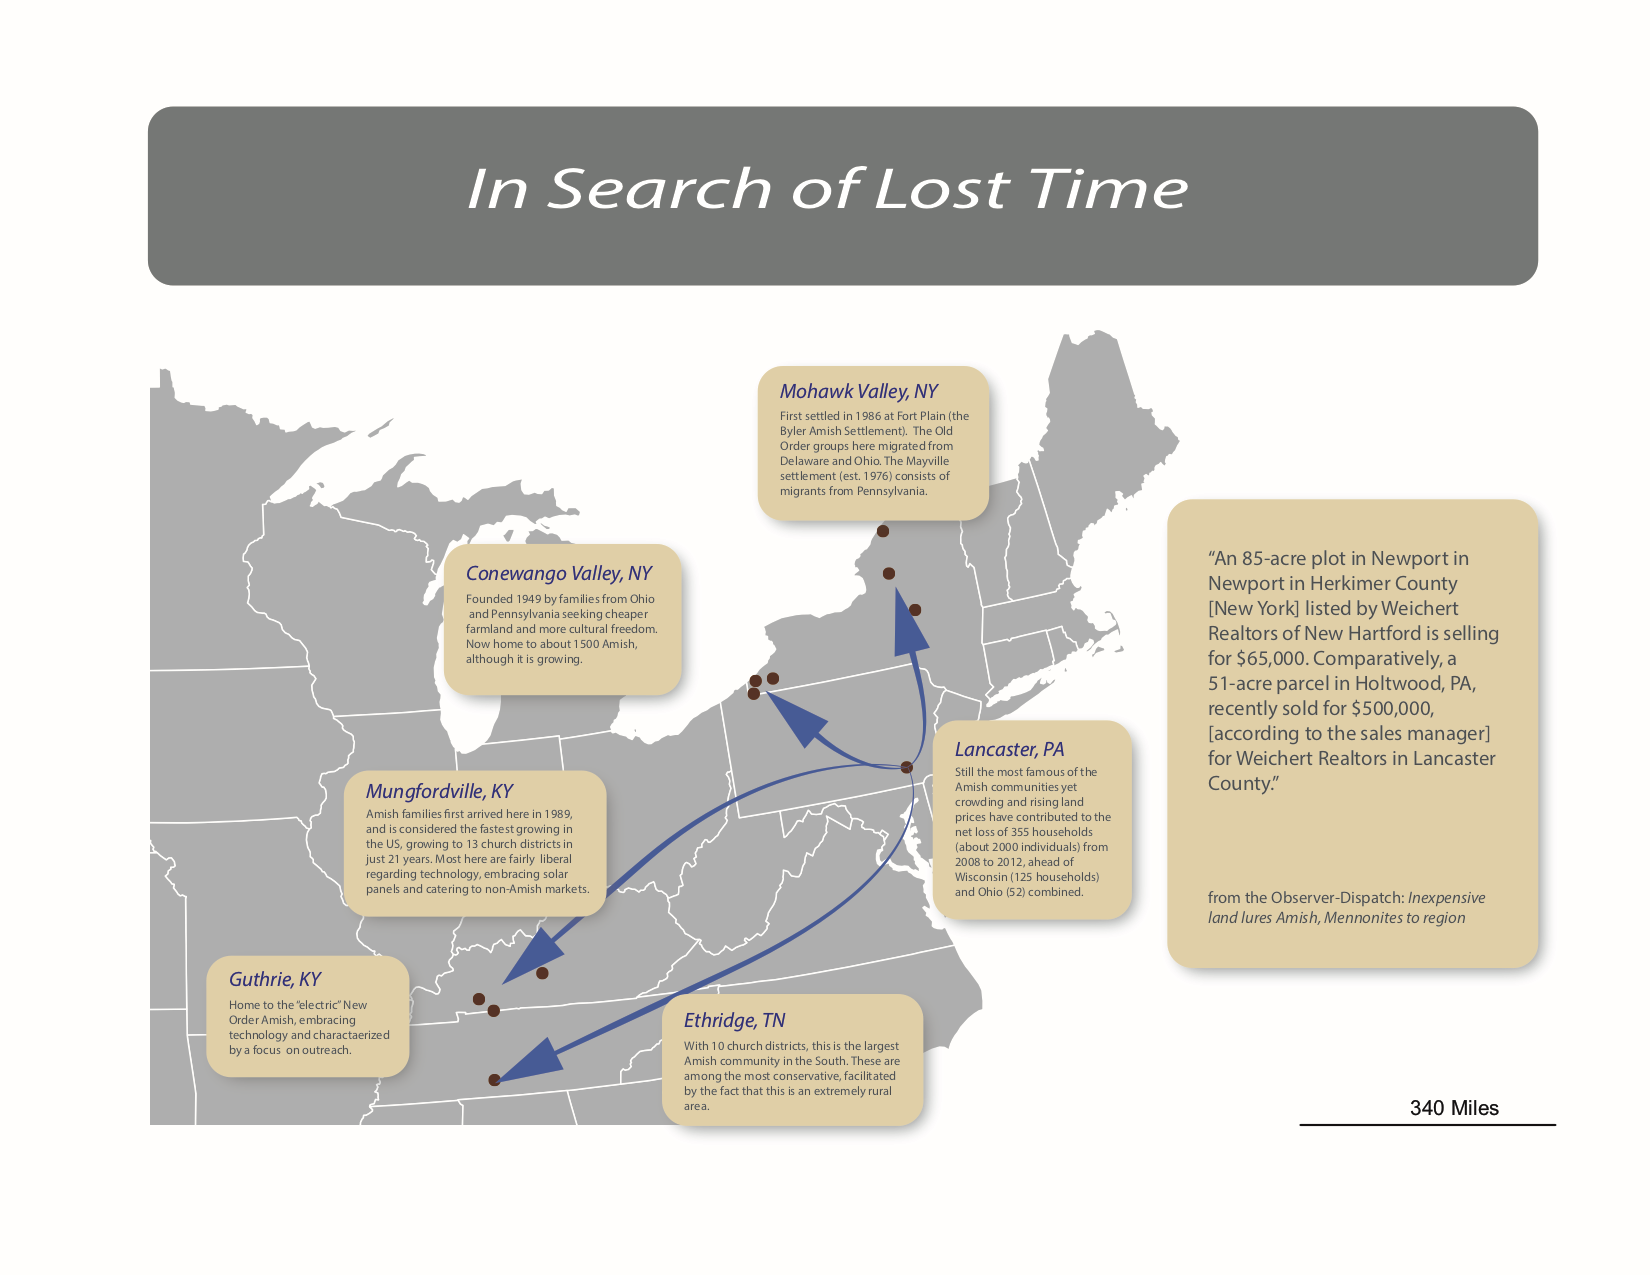 In Search of Lost Time
Mohawk Valley, NY
First settled in 1986 at Fort Plain (the
Byler Amish Settlement).  The Old
Order groups here migrated from
Delaware and Ohio. The Mayville
settlement (est. 1976) consists of
migrants from Pennsylvania.
Conewango Valley, NY
Founded 1949 by families from Ohio
and Pennsylvania seeking cheaper
farmland and more cultural freedom.
Now home to about 1500 Amish,
although it is growing.
“An 85-acre plot in Newport in
Newport in Herkimer County
[New York] listed by Weichert
Realtors of New Hartford is selling
for $65,000. Comparatively, a
51-acre parcel in Holtwood, PA,
recently sold for $500,000,
[according to the sales manager]
for Weichert Realtors in Lancaster
County.”
from the Observer-Dispatch: Inexpensive
land lures Amish, Mennonites to region
Lancaster, PA
Still the most famous of the
Amish communities yet
crowding and rising land
prices have contributed to the
net loss of 355 households
(about 2000 individuals) from
2008 to 2012, ahead of
Wisconsin (125 households)
and Ohio (52) combined.
Mungfordville, KY
Amish families first arrived here in 1989,
and is considered the fastest growing in
the US, growing to 13 church districts in
just 21 years. Most here are fairly  liberal
regarding technology, embracing solar
panels and catering to non-Amish markets.
Guthrie, KY
Home to the “electric” New
Order Amish, embracing
technology and charactaerized
by a focus  on outreach.
Ethridge, TN
With 10 church districts, this is the largest
Amish community in the South. These are
among the most conservative, facilitated
by the fact that this is an extremely rural
area.
340 Miles